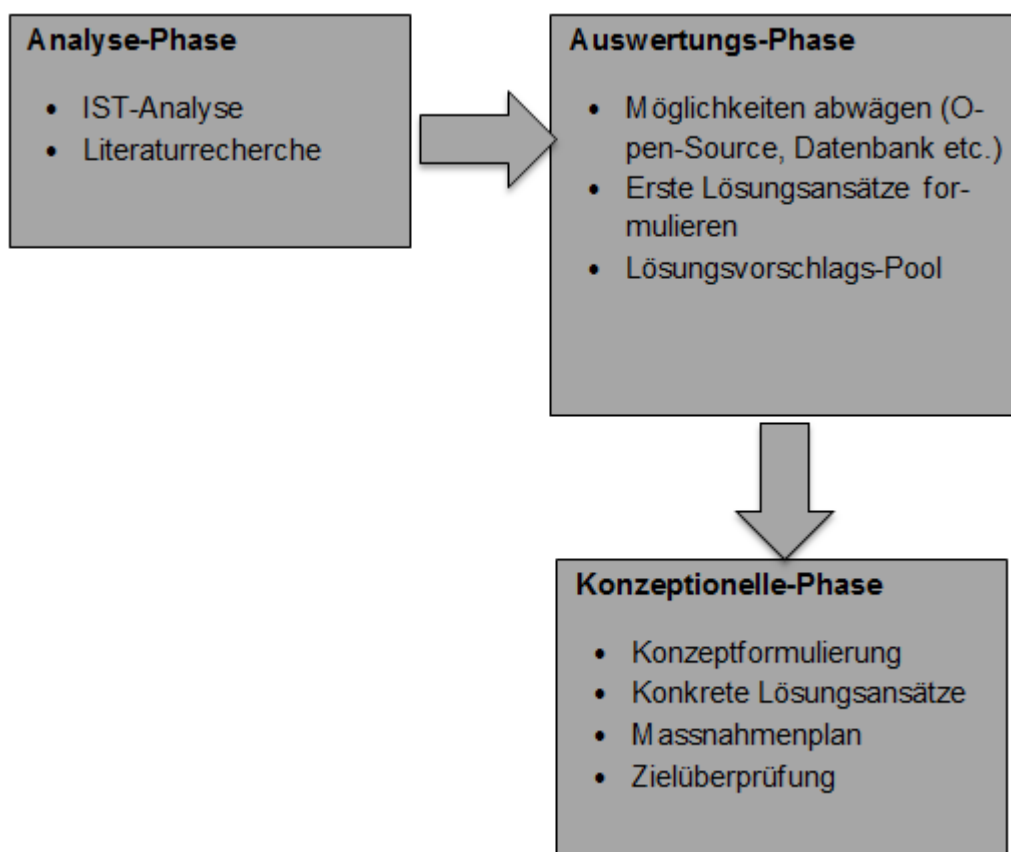 Analyse-Phase
• IST-Analyse
• Literaturrecherche
Auswertungs-Phase
• Möglichkeiten abwägen (O-
pen-Source, Datenbank etc.)
• Erste Lösungsansätze for-
mulieren
• Lösungsvorschlags-Pool
Konzeptionelle-Phase
• Konzeptformulierung
• Konkrete Lösungsansätze
• Massnahmenplan
• Zielüberprüfung